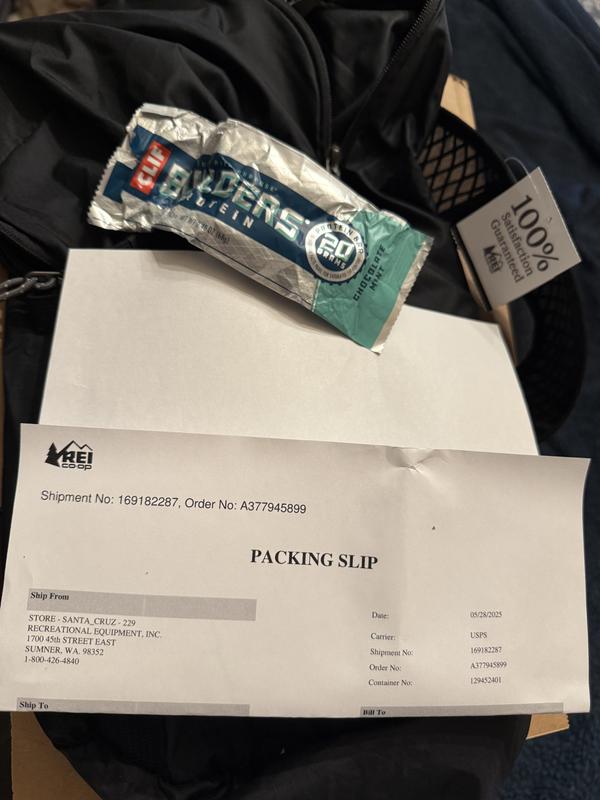 CLIF
BUILDERS
PROTEIN
20
GRAMS
CHOCOLATE
MINT
100%
Satisfaction
Guaranteed
REI
REI
co·op
Shipment No: 169182287, Order No: A377945899
PACKING SLIP
Ship From
STORE - SANTA_CRUZ - 229
RECREATIONAL EQUIPMENT, INC.
1700 45th STREET EAST
SUMNER, WA. 98352
1-800-426-4840
Date: 05/28/2025
Carrier: USPS
Shipment No: 169182287
Order No: A377945899
Container No: 129452401
Ship To
Bill To